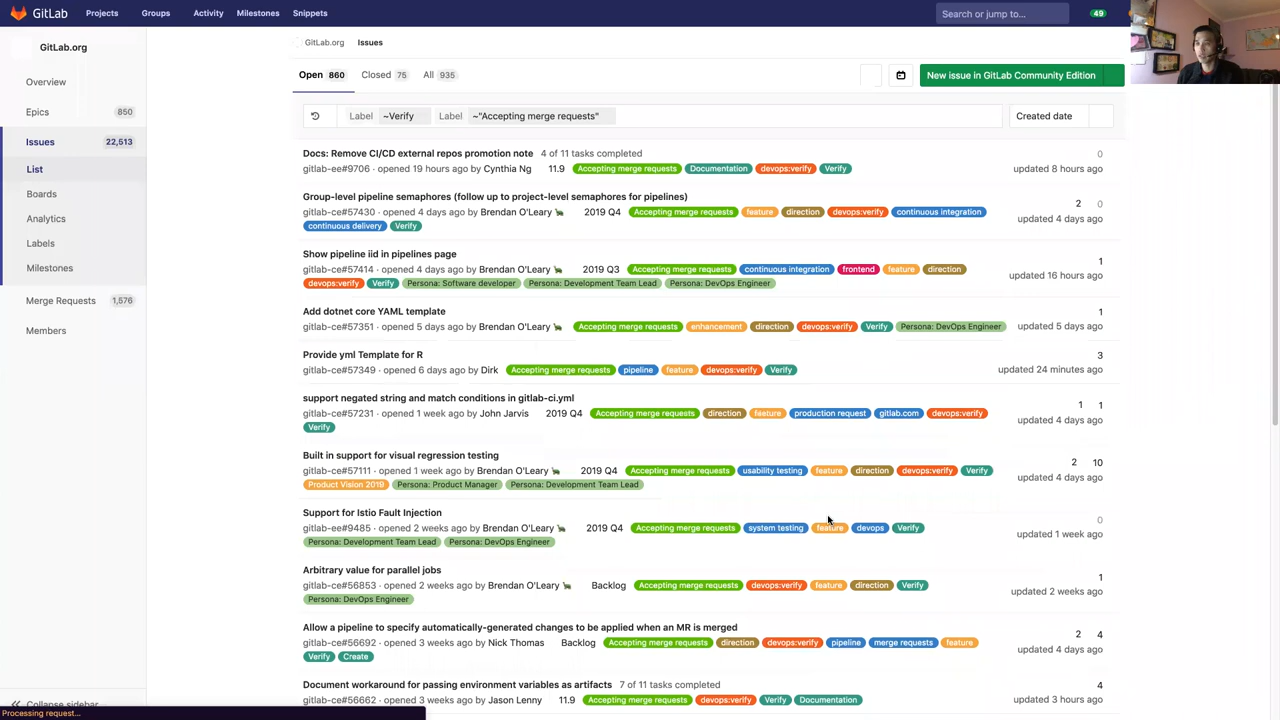 GitLab Projects Groups Activity Milestones Snippets Search or jump to... 49
GitLab.org
Overview
Epics 850
Issues 22,513
List
Boards
Analytics
Labels
Milestones
Merge Requests 1,576
Members
Collapse sidebar
Processing request...
GitLab.org Issues
Open 860 Closed 75 All 935 New issue in GitLab Community Edition
Label ~Verify Label ~"Accepting merge requests" Created date
Docs: Remove CI/CD external repos promotion note 4 of 11 tasks completed 0
gitlab-ee#9706 · opened 19 hours ago by Cynthia Ng 11.9 Accepting merge requests Documentation devops:verify Verify updated 8 hours ago
Group-level pipeline semaphores (follow up to project-level semaphores for pipelines) 2 0
gitlab-ce#57430 · opened 4 days ago by Brendan O'Leary 2019 Q4 Accepting merge requests feature direction devops:verify continuous integration updated 4 days ago
continuous delivery Verify
Show pipeline iid in pipelines page 1
gitlab-ce#57414 · opened 4 days ago by Brendan O'Leary 2019 Q3 Accepting merge requests continuous integration frontend feature direction updated 16 hours ago
devops:verify Verify Persona: Software developer Persona: Development Team Lead Persona: DevOps Engineer
Add dotnet core YAML template 1
gitlab-ce#57351 · opened 5 days ago by Brendan O'Leary Accepting merge requests enhancement direction devops:verify Verify Persona: DevOps Engineer updated 5 days ago
Provide yml Template for R 3
gitlab-ce#57349 · opened 6 days ago by Dirk Accepting merge requests pipeline feature devops:verify Verify updated 24 minutes ago
support negated string and match conditions in gitlab-ci.yml 1 1
gitlab-ce#57231 · opened 1 week ago by John Jarvis 2019 Q4 Accepting merge requests direction feature production request gitlab.com devops:verify updated 4 days ago
Verify
Built in support for visual regression testing 2 10
gitlab-ce#57111 · opened 1 week ago by Brendan O'Leary 2019 Q4 Accepting merge requests usability testing feature direction devops:verify Verify updated 4 days ago
Product Vision 2019 Persona: Product Manager Persona: Development Team Lead
Support for Istio Fault Injection 0
gitlab-ee#9485 · opened 2 weeks ago by Brendan O'Leary 2019 Q4 Accepting merge requests system testing feature devops Verify updated 1 week ago
Persona: Development Team Lead Persona: DevOps Engineer
Arbitrary value for parallel jobs 1
gitlab-ce#56853 · opened 2 weeks ago by Brendan O'Leary Backlog Accepting merge requests devops:verify feature direction Verify updated 2 weeks ago
Persona: DevOps Engineer
Allow a pipeline to specify automatically-generated changes to be applied when an MR is merged 2 4
gitlab-ce#56692 · opened 3 weeks ago by Nick Thomas Backlog Accepting merge requests direction devops:verify pipeline merge requests feature updated 4 days ago
Verify Create
Document workaround for passing environment variables as artifacts 7 of 11 tasks completed 4
gitlab-ce#56662 · opened 3 weeks ago by Jason Lenny 11.9 Accepting merge requests devops:verify Verify Documentation updated 3 hours ago